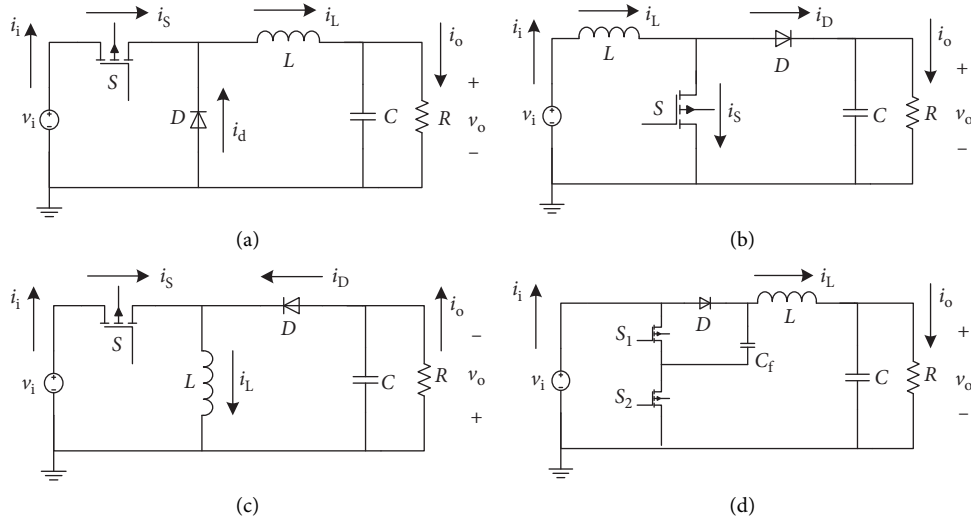 i_i
i_S
S
v_i
D
i_d
i_L
L
C
R
i_o
+
v_o
−
(a)
i_i
i_L
L
v_i
S
i_S
i_D
D
C
R
i_o
+
v_o
−
(b)
i_i
i_S
S
v_i
L
i_L
i_D
D
C
R
i_o
−
v_o
+
(c)
i_i
v_i
S_1
S_2
D
C_f
i_L
L
C
R
i_o
+
v_o
−
(d)